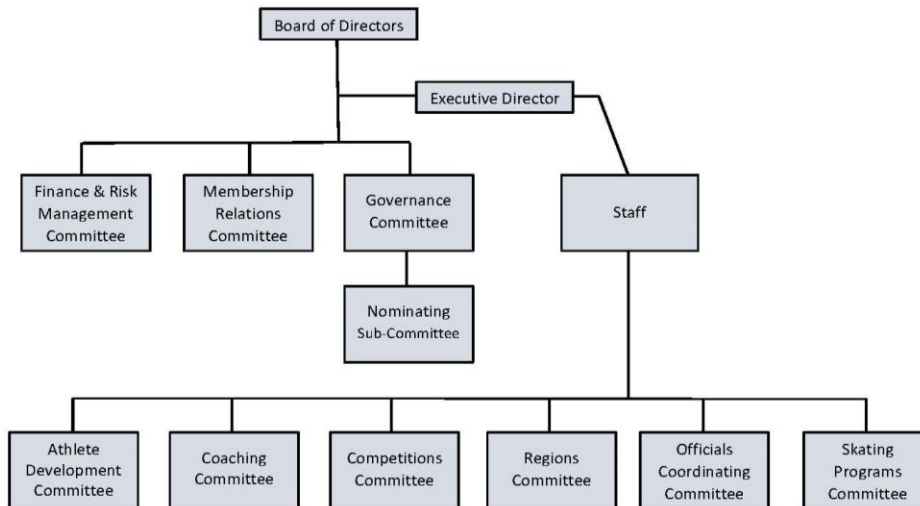 Board of Directors
Executive Director
Finance & Risk
Management
Committee
Membership
Relations
Committee
Governance
Committee
Staff
Nominating
Sub-Committee
Athlete
Development
Committee
Coaching
Committee
Competitions
Committee
Regions
Committee
Officials
Coordinating
Committee
Skating
Programs
Committee